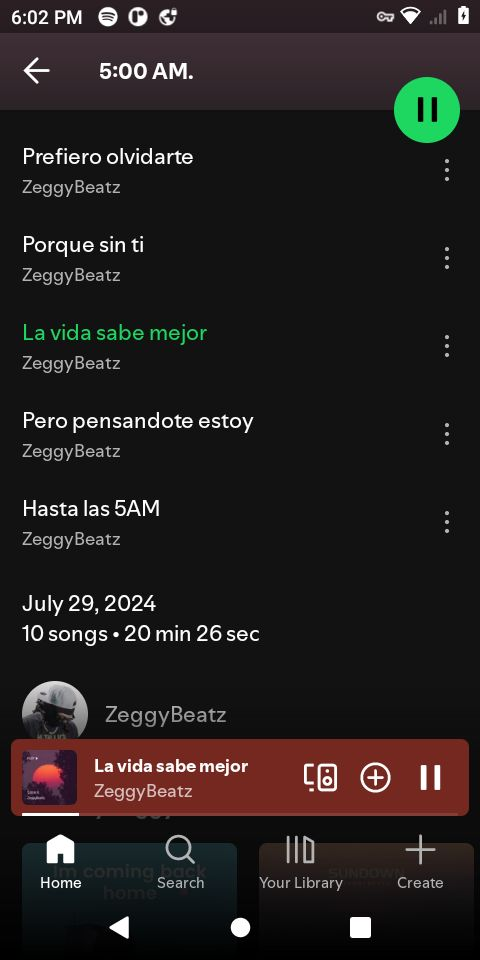 6:02 PM
5:00 AM.
Prefiero olvidarte
ZeggyBeatz
Porque sin ti
ZeggyBeatz
La vida sabe mejor
ZeggyBeatz
Pero pensandote estoy
ZeggyBeatz
Hasta las 5AM
ZeggyBeatz
July 29, 2024
10 songs • 20 min 26 sec
ZeggyBeatz
La vida sabe mejor
ZeggyBeatz
Im coming back
home
SUNDOWN
Home
Search
Your Library
Create